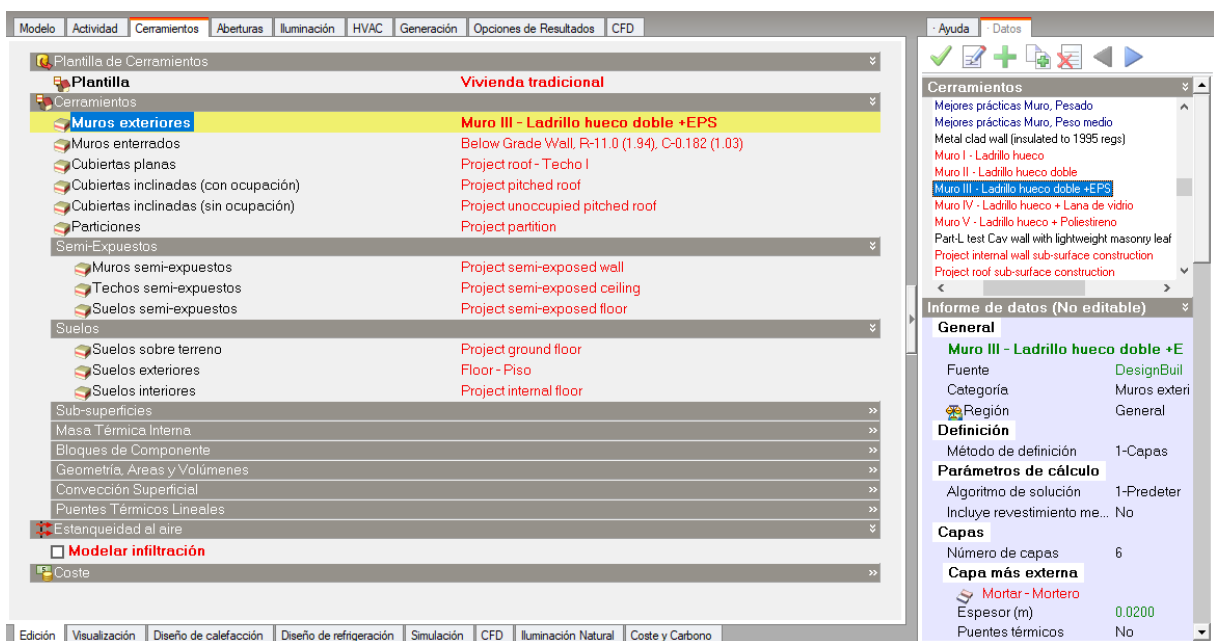 Modelo Actividad Cerramientos Aberturas Iluminación HVAC Generación Opciones de Resultados CFD
Plantilla de Cerramientos
Plantilla Vivienda tradicional
Cerramientos
Muros exteriores Muro III - Ladrillo hueco doble +EPS
Muros enterrados Below Grade Wall, R-11.0 (1.94), C-0.182 (1.03)
Cubiertas planas Project roof - Techo I
Cubiertas inclinadas (con ocupación) Project pitched roof
Cubiertas inclinadas (sin ocupación) Project unoccupied pitched roof
Particiones Project partition
Semi-Expuestos
Muros semi-expuestos Project semi-exposed wall
Techos semi-expuestos Project semi-exposed ceiling
Suelos semi-expuestos Project semi-exposed floor
Suelos
Suelos sobre terreno Project ground floor
Suelos exteriores Floor - Piso
Suelos interiores Project internal floor
Sub-superficies
Masa Térmica Interna
Bloques de Componente
Geometría, Areas y Volúmenes
Convección Superficial
Puentes Térmicos Lineales
Estanqueidad al aire
Modelar infiltración
Coste
Edición Visualización Diseño de calefacción Diseño de refrigeración Simulación CFD Iluminación Natural Coste y Carbono
Ayuda Datos
Cerramientos
Mejores prácticas Muro, Pesado
Mejores prácticas Muro, Peso medio
Metal clad wall (insulated to 1995 regs)
Muro I - Ladrillo hueco
Muro II - Ladrillo hueco doble
Muro III - Ladrillo hueco doble +EPS
Muro IV - Ladrillo hueco + Lana de vidrio
Muro V - Ladrillo hueco + Poliestireno
Part-L test Cav wall with lightweight masonry leaf
Project internal wall sub-surface construction
Project roof sub-surface construction
Informe de datos (No editable)
General
Muro III - Ladrillo hueco doble +E
Fuente DesignBuil
Categoría Muros exteri
Región General
Definición
Método de definición 1-Capas
Parámetros de cálculo
Algoritmo de solución 1-Predeter
Incluye revestimiento me... No
Capas
Número de capas 6
Capa más externa
Mortar - Mortero
Espesor (m) 0.0200
Puentes térmicos No